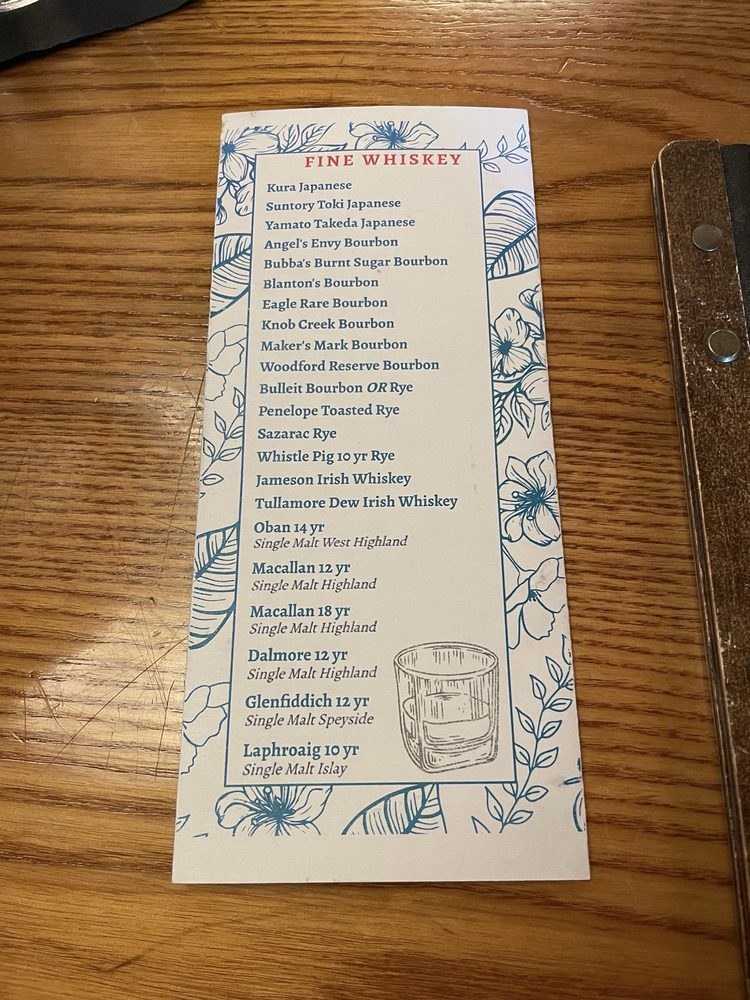 FINE WHISKEY
Kura Japanese
Suntory Toki Japanese
Yamato Takeda Japanese
Angel's Envy Bourbon
Bubba's Burnt Sugar Bourbon
Blanton's Bourbon
Eagle Rare Bourbon
Knob Creek Bourbon
Maker's Mark Bourbon
Woodford Reserve Bourbon
Bulleit Bourbon OR Rye
Penelope Toasted Rye
Sazarac Rye
Whistle Pig 10 yr Rye
Jameson Irish Whiskey
Tullamore Dew Irish Whiskey
Oban 14 yr
Single Malt West Highland
Macallan 12 yr
Single Malt Highland
Macallan 18 yr
Single Malt Highland
Dalmore 12 yr
Single Malt Highland
Glenfiddich 12 yr
Single Malt Speyside
Laphroaig 10 yr
Single Malt Islay